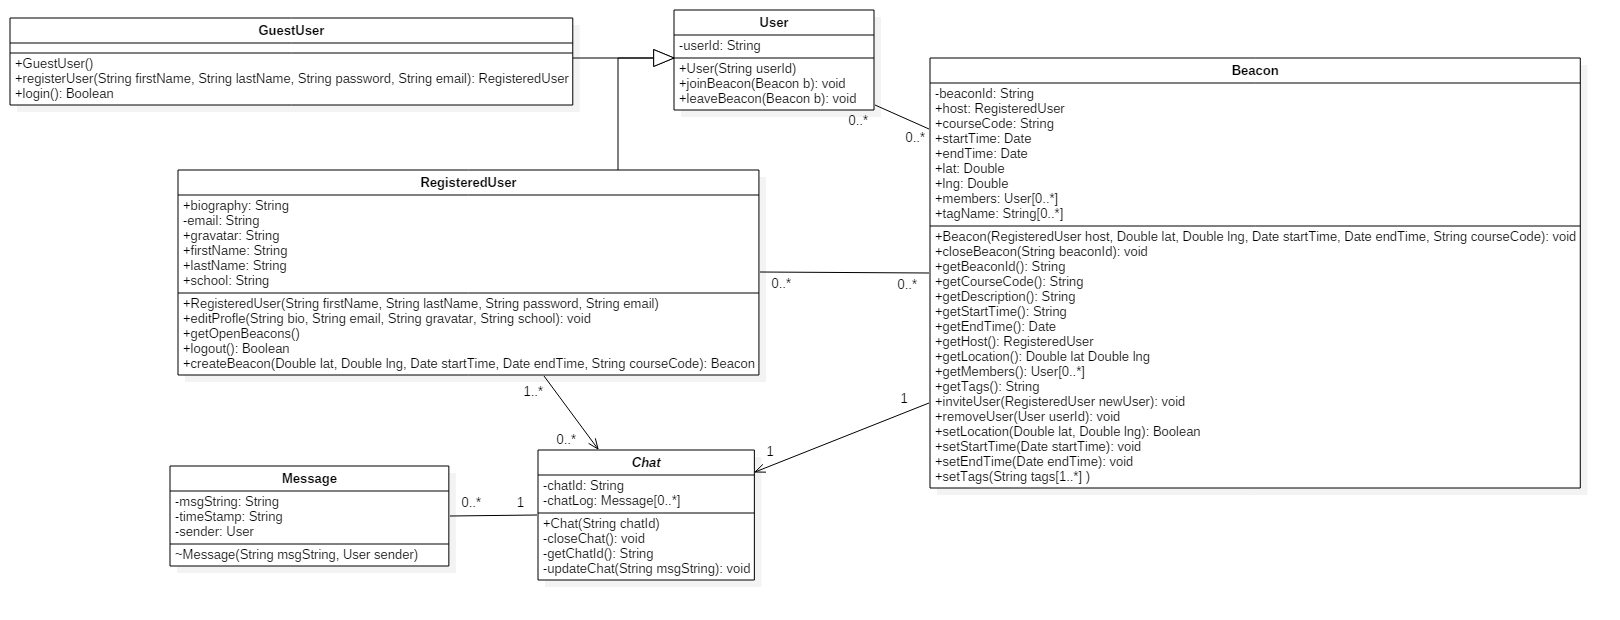 GuestUser
+GuestUser()
+registerUser(String firstName, String lastName, String password, String email): RegisteredUser
+login(): Boolean
User
-userId: String
+User(String userId)
+joinBeacon(Beacon b): void
+leaveBeacon(Beacon b): void
0..*
0..*
Beacon
-beaconId: String
+host: RegisteredUser
+courseCode: String
+startTime: Date
+endTime: Date
+lat: Double
+lng: Double
+members: User[0..*]
+tagName: String[0..*]
+Beacon(RegisteredUser host, Double lat, Double lng, Date startTime, Date endTime, String courseCode): void
+closeBeacon(String beaconId): void
+getBeaconId(): String
+getCourseCode(): String
+getDescription(): String
+getStartTime(): String
+getEndTime(): Date
+getHost(): RegisteredUser
+getLocation(): Double lat Double lng
+getMembers(): User[0..*]
+getTags(): String
+inviteUser(RegisteredUser newUser): void
+removeUser(User userId): void
+setLocation(Double lat, Double lng): Boolean
+setStartTime(Date startTime): void
+setEndTime(Date endTime): void
+setTags(String tags[1..*] )
RegisteredUser
+biography: String
-email: String
+gravatar: String
+firstName: String
+lastName: String
+school: String
+RegisteredUser(String firstName, String lastName, String password, String email)
+editProfle(String bio, String email, String gravatar, String school): void
+getOpenBeacons()
+logout(): Boolean
+createBeacon(Double lat, Double lng, Date startTime, Date endTime, String courseCode): Beacon
0..*
0..*
1..*
0..*
1
1
Chat
-chatId: String
-chatLog: Message[0..*]
+Chat(String chatId)
-closeChat(): void
-getChatId(): String
-updateChat(String msgString): void
0..*
1
Message
-msgString: String
-timeStamp: String
-sender: User
~Message(String msgString, User sender)